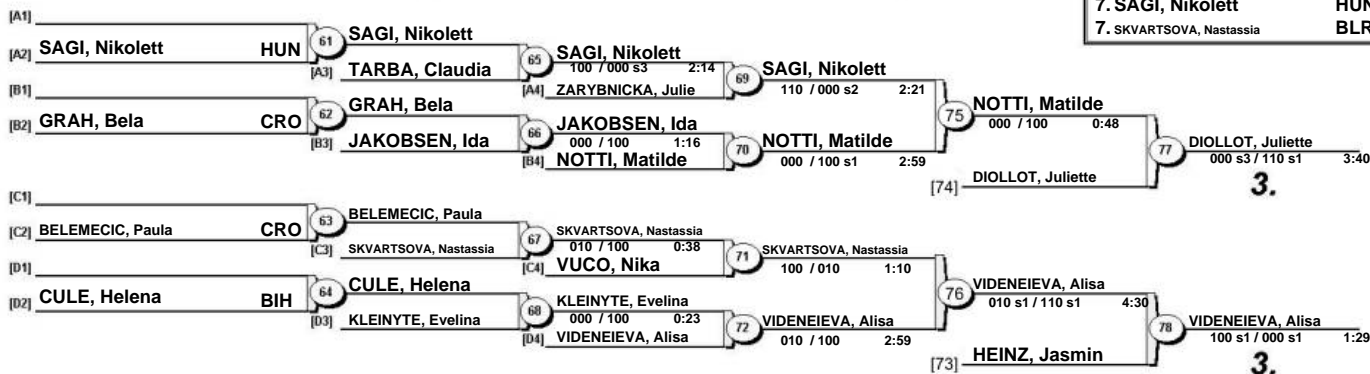 7. SAGI, Nikolett HUN
7. SKVARTSOVA, Nastassia BLR
[A1]
[A2] SAGI, Nikolett HUN
61
SAGI, Nikolett
[A3] TARBA, Claudia
65
SAGI, Nikolett
100 / 000 s3 2:14
[A4] ZARYBNICKA, Julie
69
SAGI, Nikolett
110 / 000 s2 2:21
[B1]
[B2] GRAH, Bela CRO
62
GRAH, Bela
[B3] JAKOBSEN, Ida
66
JAKOBSEN, Ida
000 / 100 1:16
[B4] NOTTI, Matilde
70
NOTTI, Matilde
000 / 100 s1 2:59
75
NOTTI, Matilde
000 / 100 0:48
[74] DIOLLOT, Juliette
77
DIOLLOT, Juliette
000 s3 / 110 s1 3:40
3.
[C1]
[C2] BELEMECIC, Paula CRO
63
BELEMECIC, Paula
[C3] SKVARTSOVA, Nastassia
67
SKVARTSOVA, Nastassia
010 / 100 0:38
[C4] VUCO, Nika
71
SKVARTSOVA, Nastassia
100 / 010 1:10
[D1]
[D2] CULE, Helena BIH
64
CULE, Helena
[D3] KLEINYTE, Evelina
68
KLEINYTE, Evelina
000 / 100 0:23
[D4] VIDENEIEVA, Alisa
72
VIDENEIEVA, Alisa
010 / 100 2:59
76
VIDENEIEVA, Alisa
010 s1 / 110 s1 4:30
[73] HEINZ, Jasmin
78
VIDENEIEVA, Alisa
100 s1 / 000 s1 1:29
3.